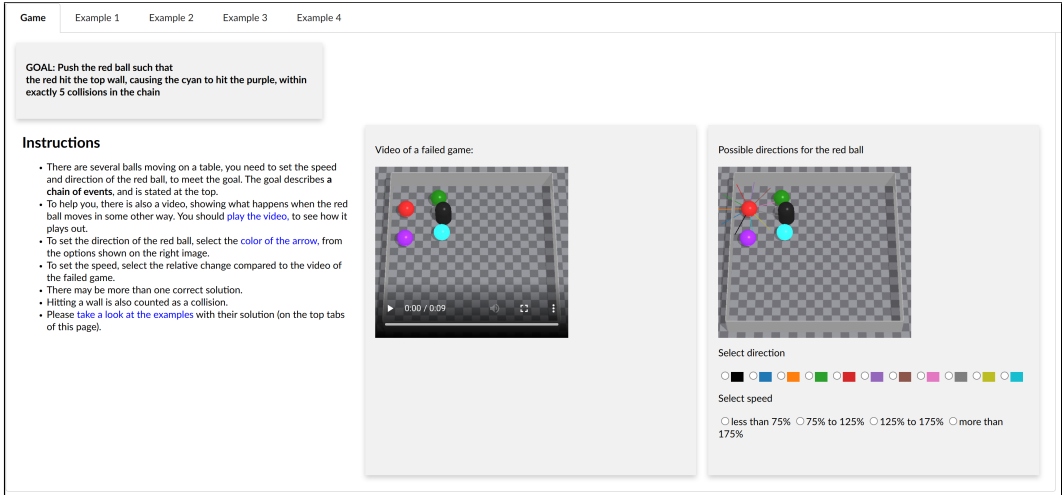 Game
Example 1
Example 2
Example 3
Example 4
GOAL: Push the red ball such that
the red hit the top wall, causing the cyan to hit the purple, within
exactly 5 collisions in the chain
Instructions
• There are several balls moving on a table, you need to set the speed
and direction of the red ball, to meet the goal. The goal describes a
chain of events, and is stated at the top.
• To help you, there is also a video, showing what happens when the red
ball moves in some other way. You should play the video, to see how it
plays out.
• To set the direction of the red ball, select the color of the arrow, from
the options shown on the right image.
• To set the speed, select the relative change compared to the video of
the failed game.
• There may be more than one correct solution.
• Hitting a wall is also counted as a collision.
• Please take a look at the examples with their solution (on the top tabs
of this page).
Video of a failed game:
0:00 / 0:09
Possible directions for the red ball
Select direction
Select speed
less than 75% 75% to 125% 125% to 175% more than
175%